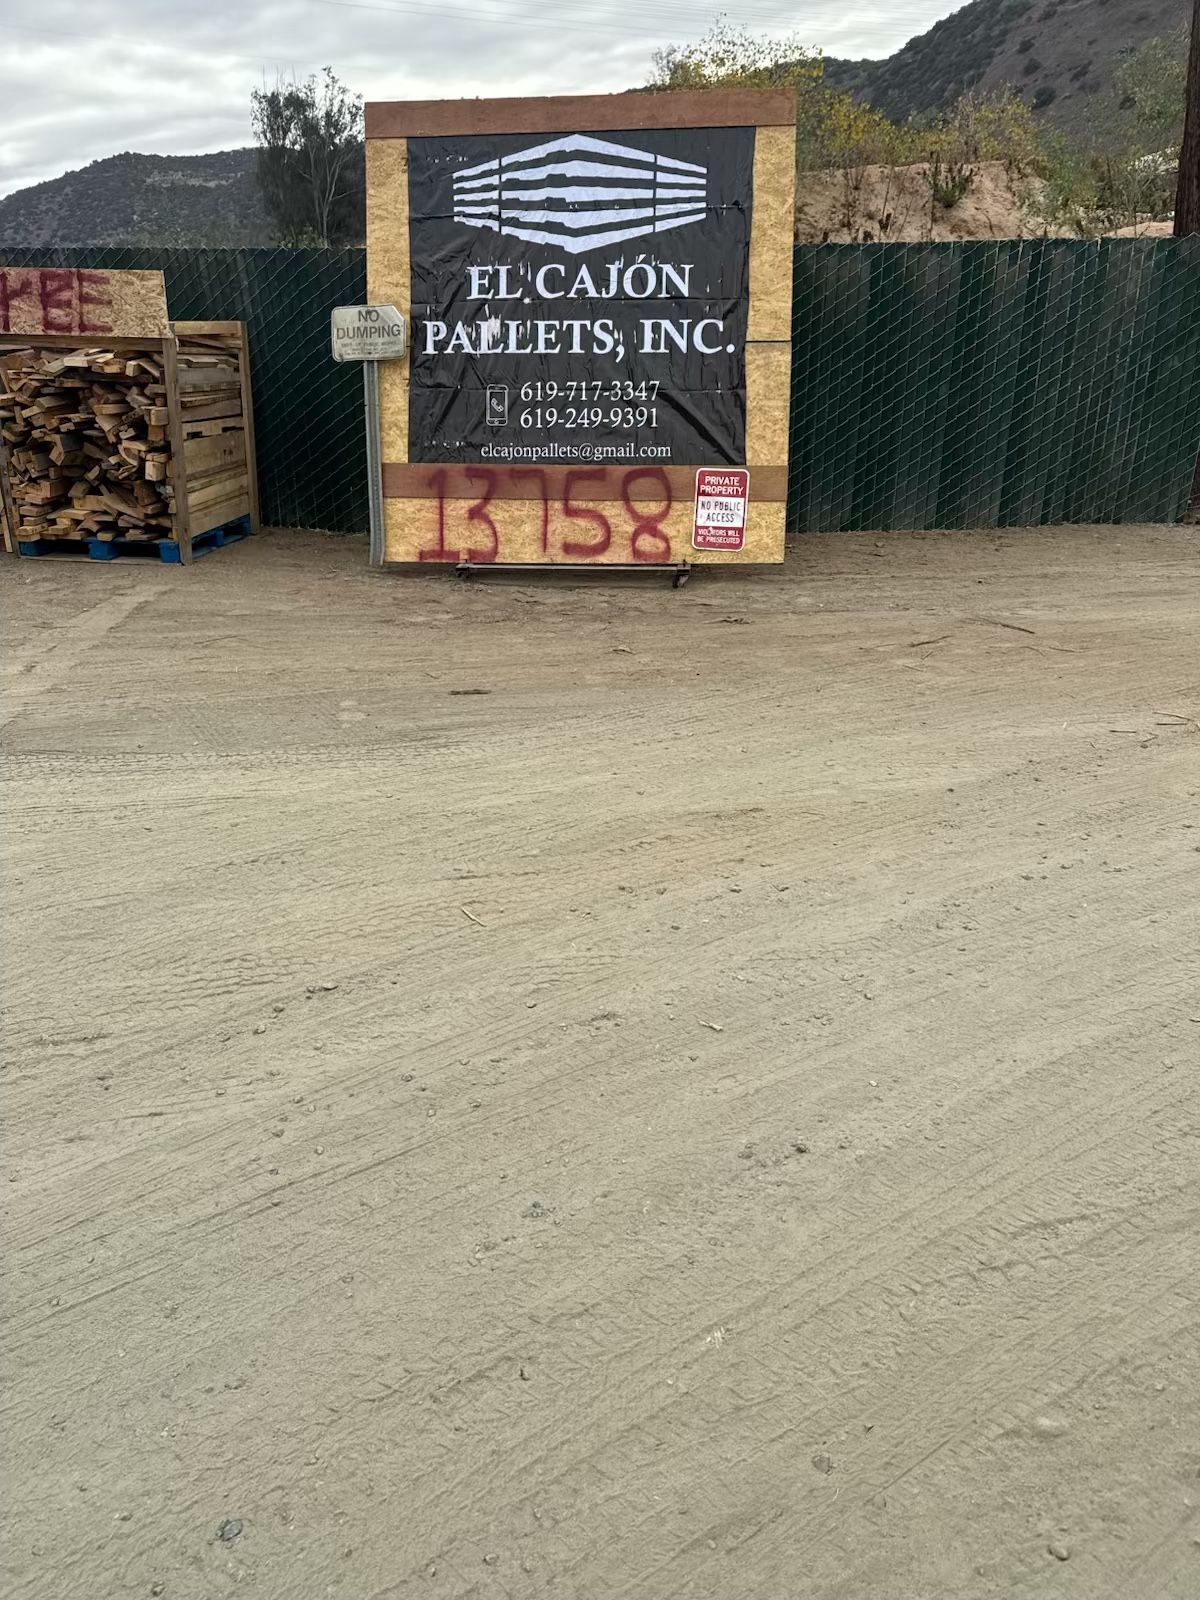 EE
NO
DUMPING
EL CAJÓN
PALLETS, INC.
619-717-3347
619-249-9391
elcajonpallets@gmail.com
13758
PRIVATE
PROPERTY
NO PUBLIC
ACCESS
VIOLATORS WILL
BE PROSECUTED